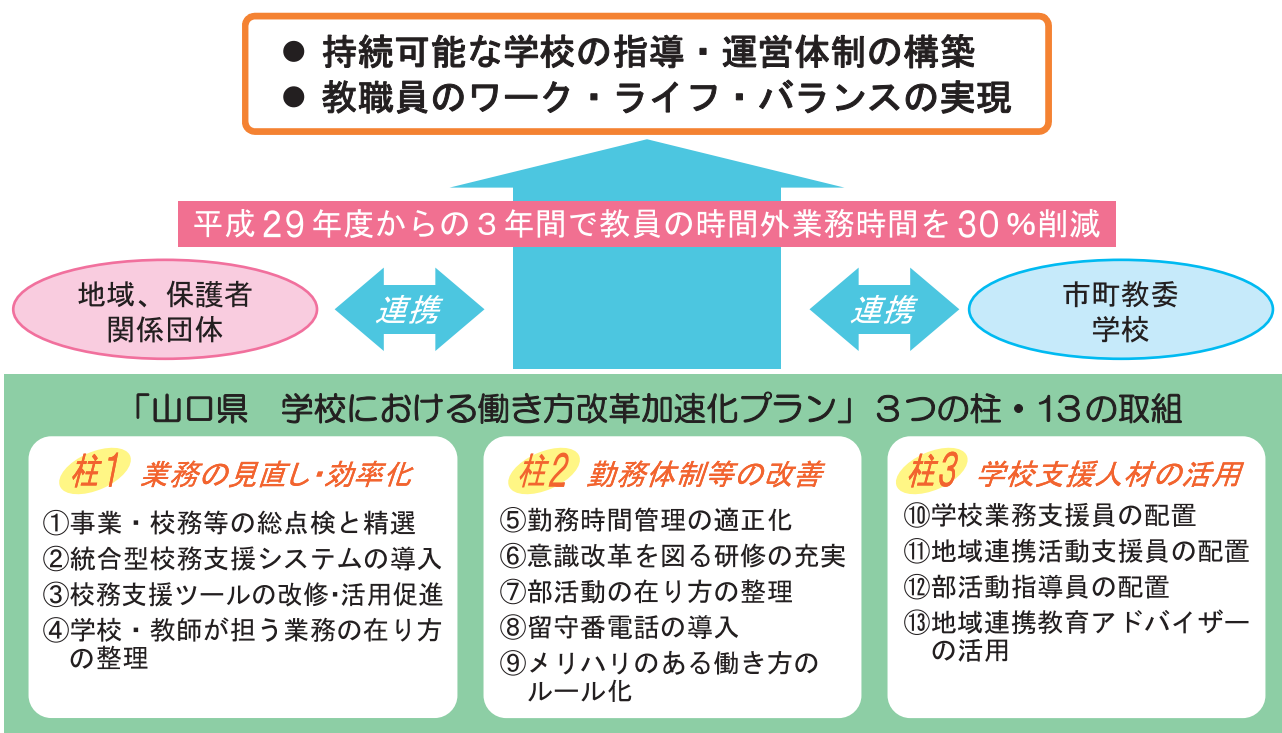 ● 持続可能な学校の指導・運営体制の構築
● 教職員のワーク・ライフ・バランスの実現
平成29年度からの3年間で教員の時間外業務時間を30%削減
地域、保護者
関係団体
連携
連携
市町教委
学校
「山口県　学校における働き方改革加速化プラン」3つの柱・13の取組
柱1 業務の見直し・効率化
①事業・校務等の総点検と精選
②統合型校務支援システムの導入
③校務支援ツールの改修・活用促進
④学校・教師が担う業務の在り方
の整理
柱2 勤務体制等の改善
⑤勤務時間管理の適正化
⑥意識改革を図る研修の充実
⑦部活動の在り方の整理
⑧留守番電話の導入
⑨メリハリのある働き方の
ルール化
柱3 学校支援人材の活用
⑩学校業務支援員の配置
⑪地域連携活動支援員の配置
⑫部活動指導員の配置
⑬地域連携教育アドバイザー
の活用